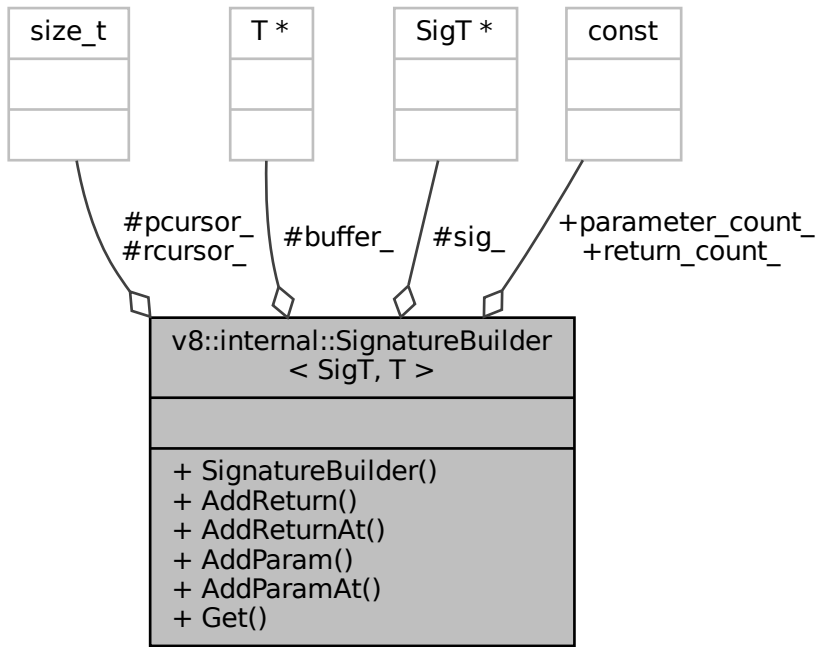 size_t
T *
SigT *
const
#pcursor_
#rcursor_
#buffer_
#sig_
+parameter_count_
+return_count_
v8::internal::SignatureBuilder
< SigT, T >
+ SignatureBuilder()
+ AddReturn()
+ AddReturnAt()
+ AddParam()
+ AddParamAt()
+ Get()